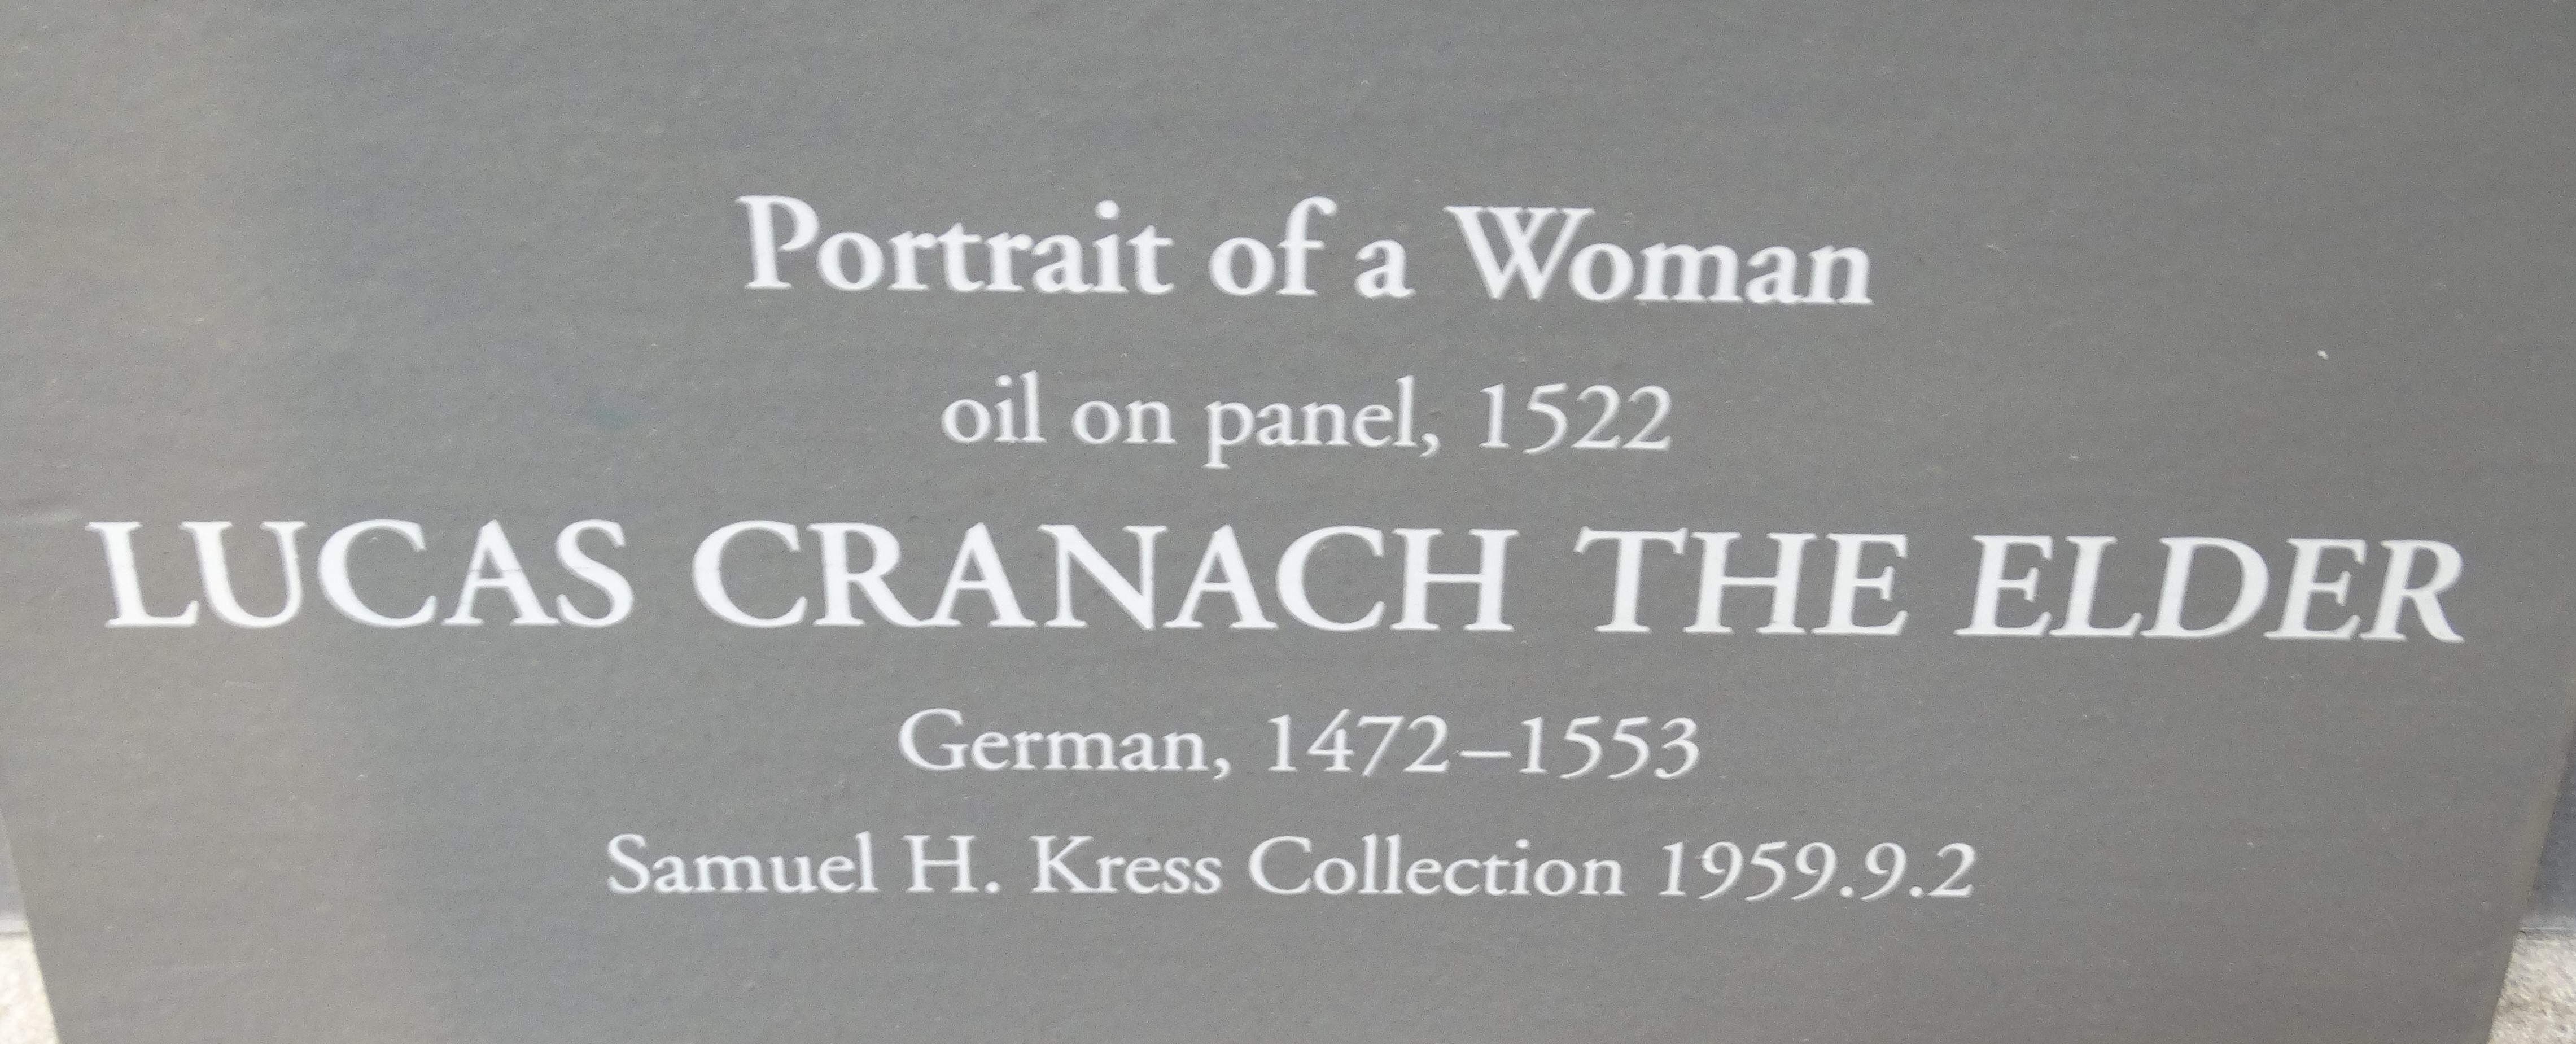 Portrait of a Woman
oil on panel, 1522
LUCAS CRANACH THE ELDER
German, 1472–1553
Samuel H. Kress Collection 1959.9.2